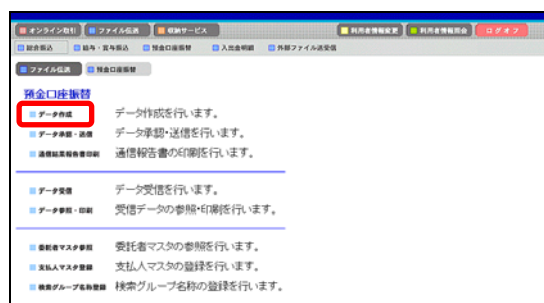 オンライン取引 ファイル伝送 収納サービス 利用者情報変更 利用者情報照会 ログオフ
総合振込 給与・賞与振込 預金口座振替 入出金明細 外部ファイル送受信
ファイル伝送 預金口座振替
預金口座振替
データ作成 データ作成を行います。
データ承認・送信 データ承認・送信を行います。
通信結果報告書印刷 通信報告書の印刷を行います。
データ受信 データ受信を行います。
データ参照・印刷 受信データの参照・印刷を行います。
委託者マスタ参照 委託者マスタの参照を行います。
支払人マスタ登録 支払人マスタの登録を行います。
検索グループ名称登録 検索グループ名称の登録を行います。